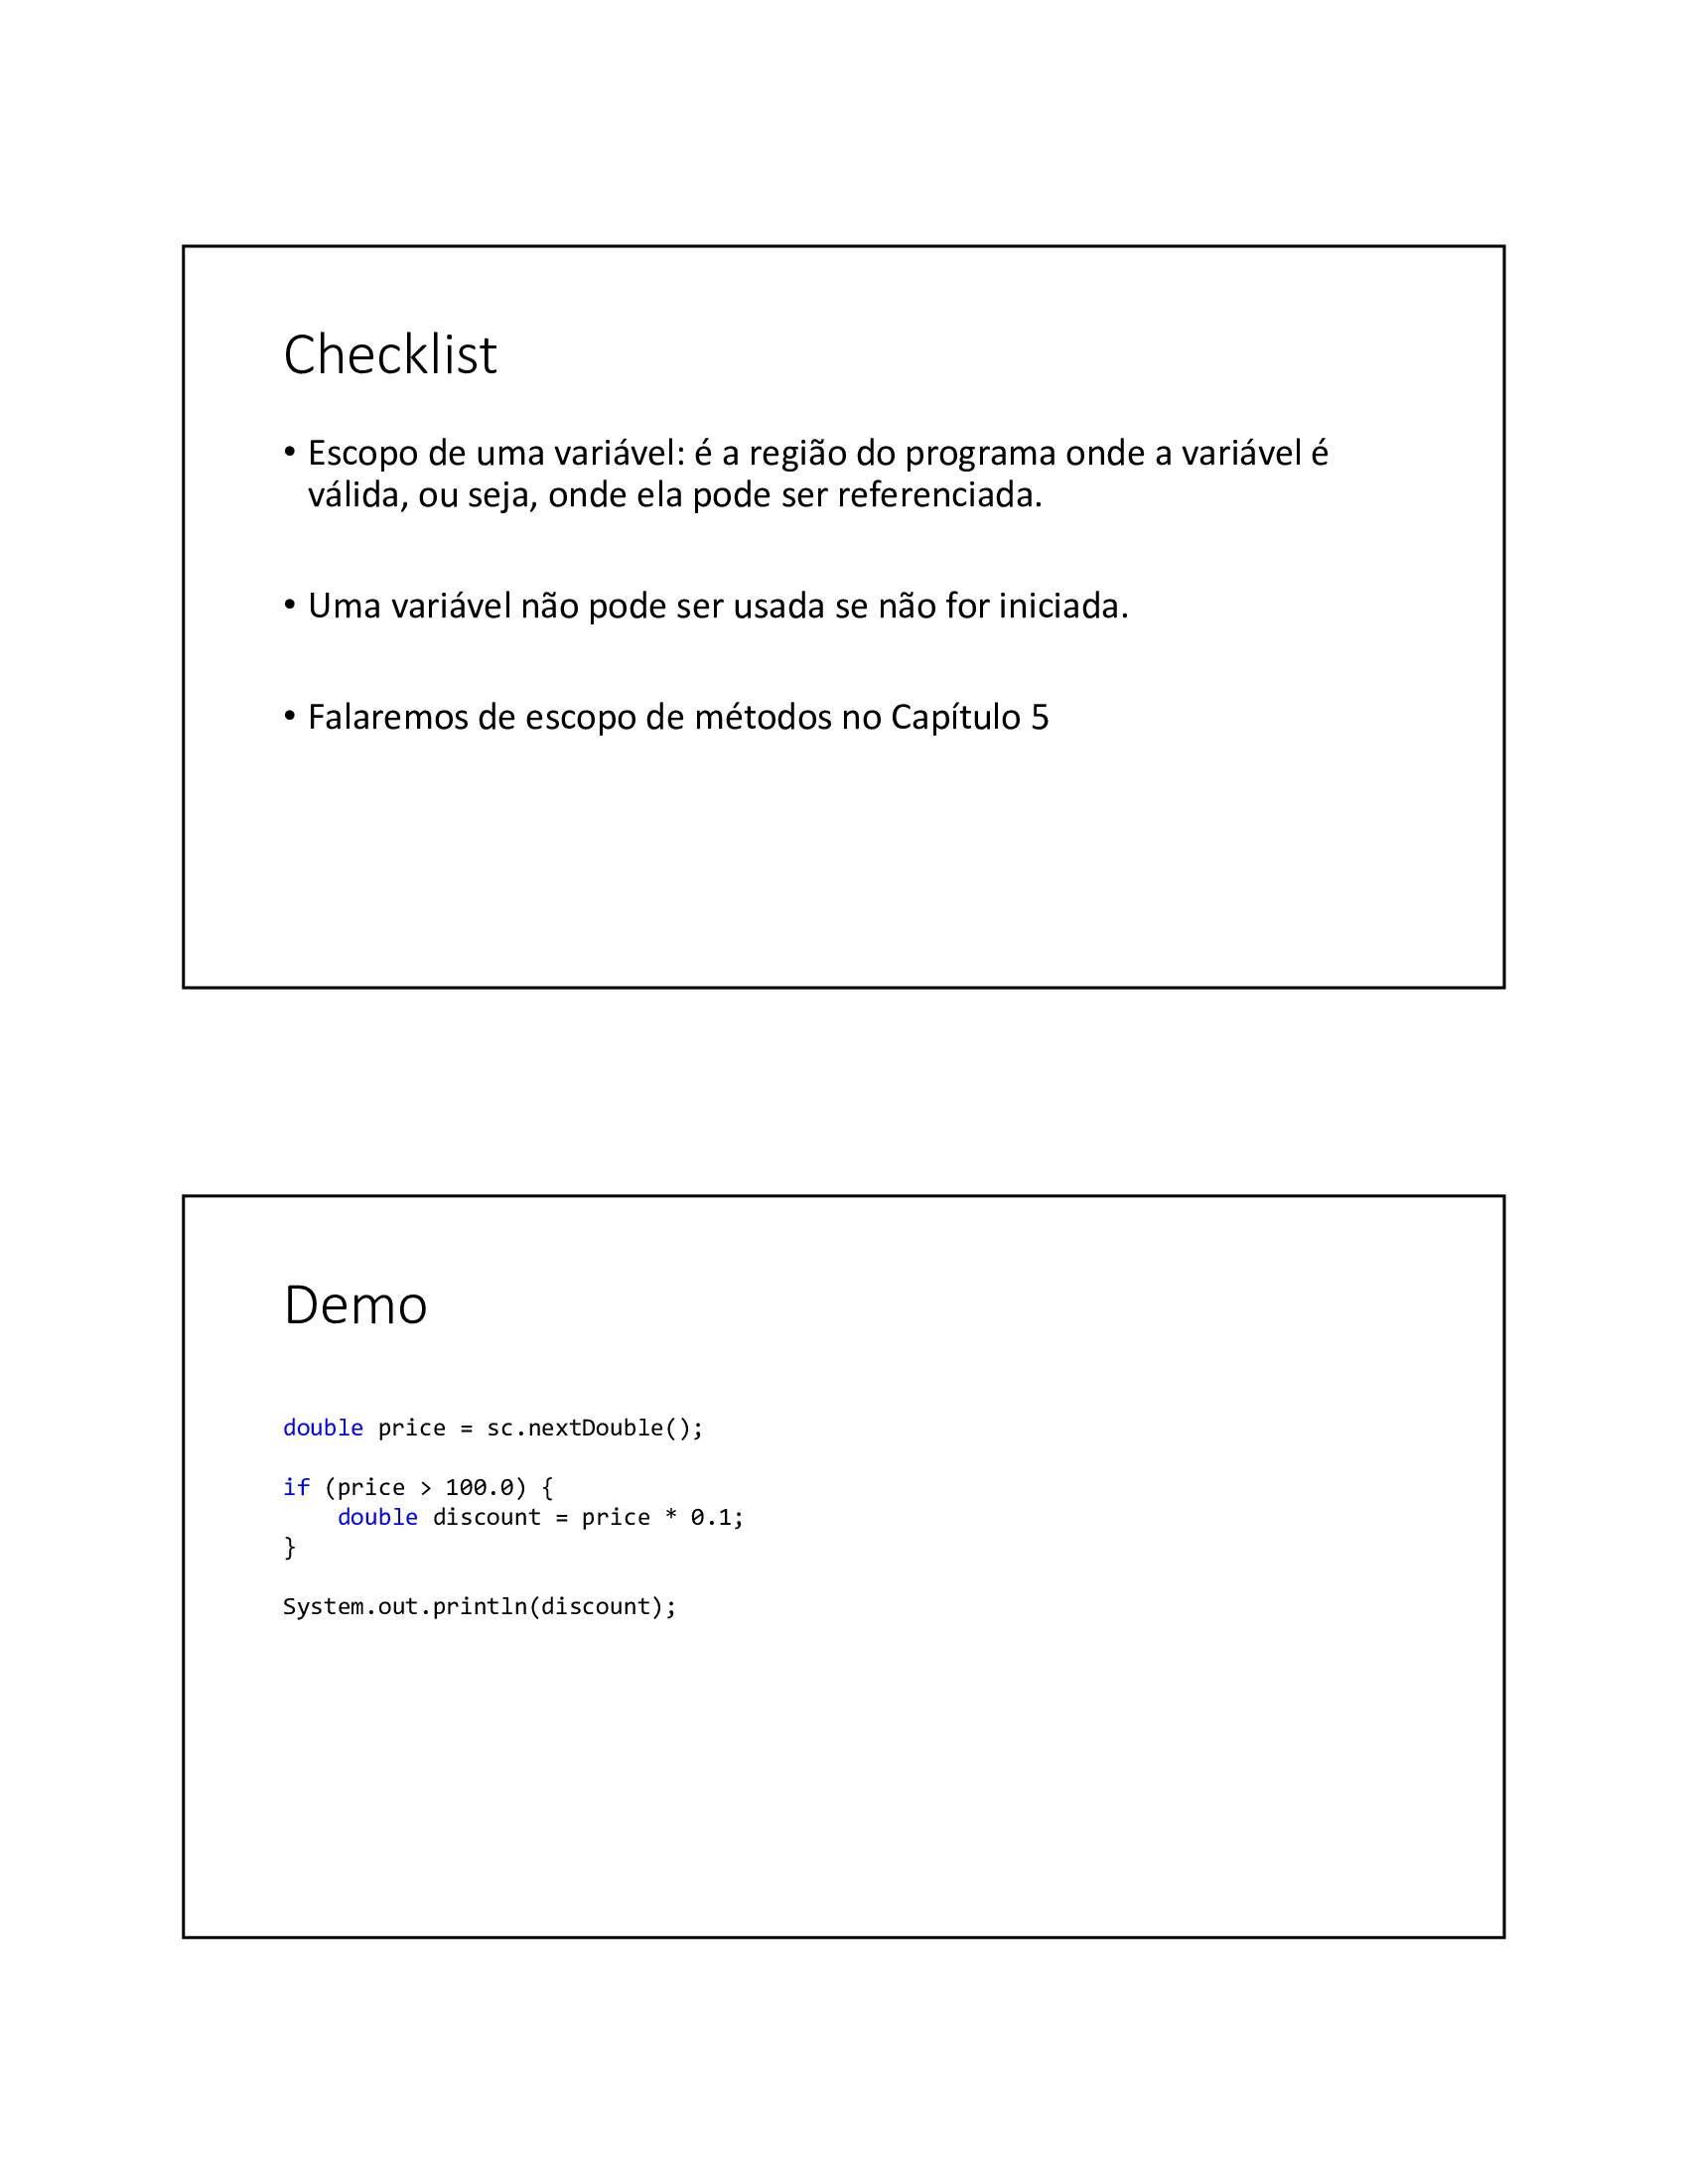 Checklist
• Escopo de uma variável: é a região do programa onde a variável é
válida, ou seja, onde ela pode ser referenciada.
• Uma variável não pode ser usada se não for iniciada.
• Falaremos de escopo de métodos no Capítulo 5
Demo
double price = sc.nextDouble();
if (price > 100.0) {
    double discount = price * 0.1;
}
System.out.println(discount);